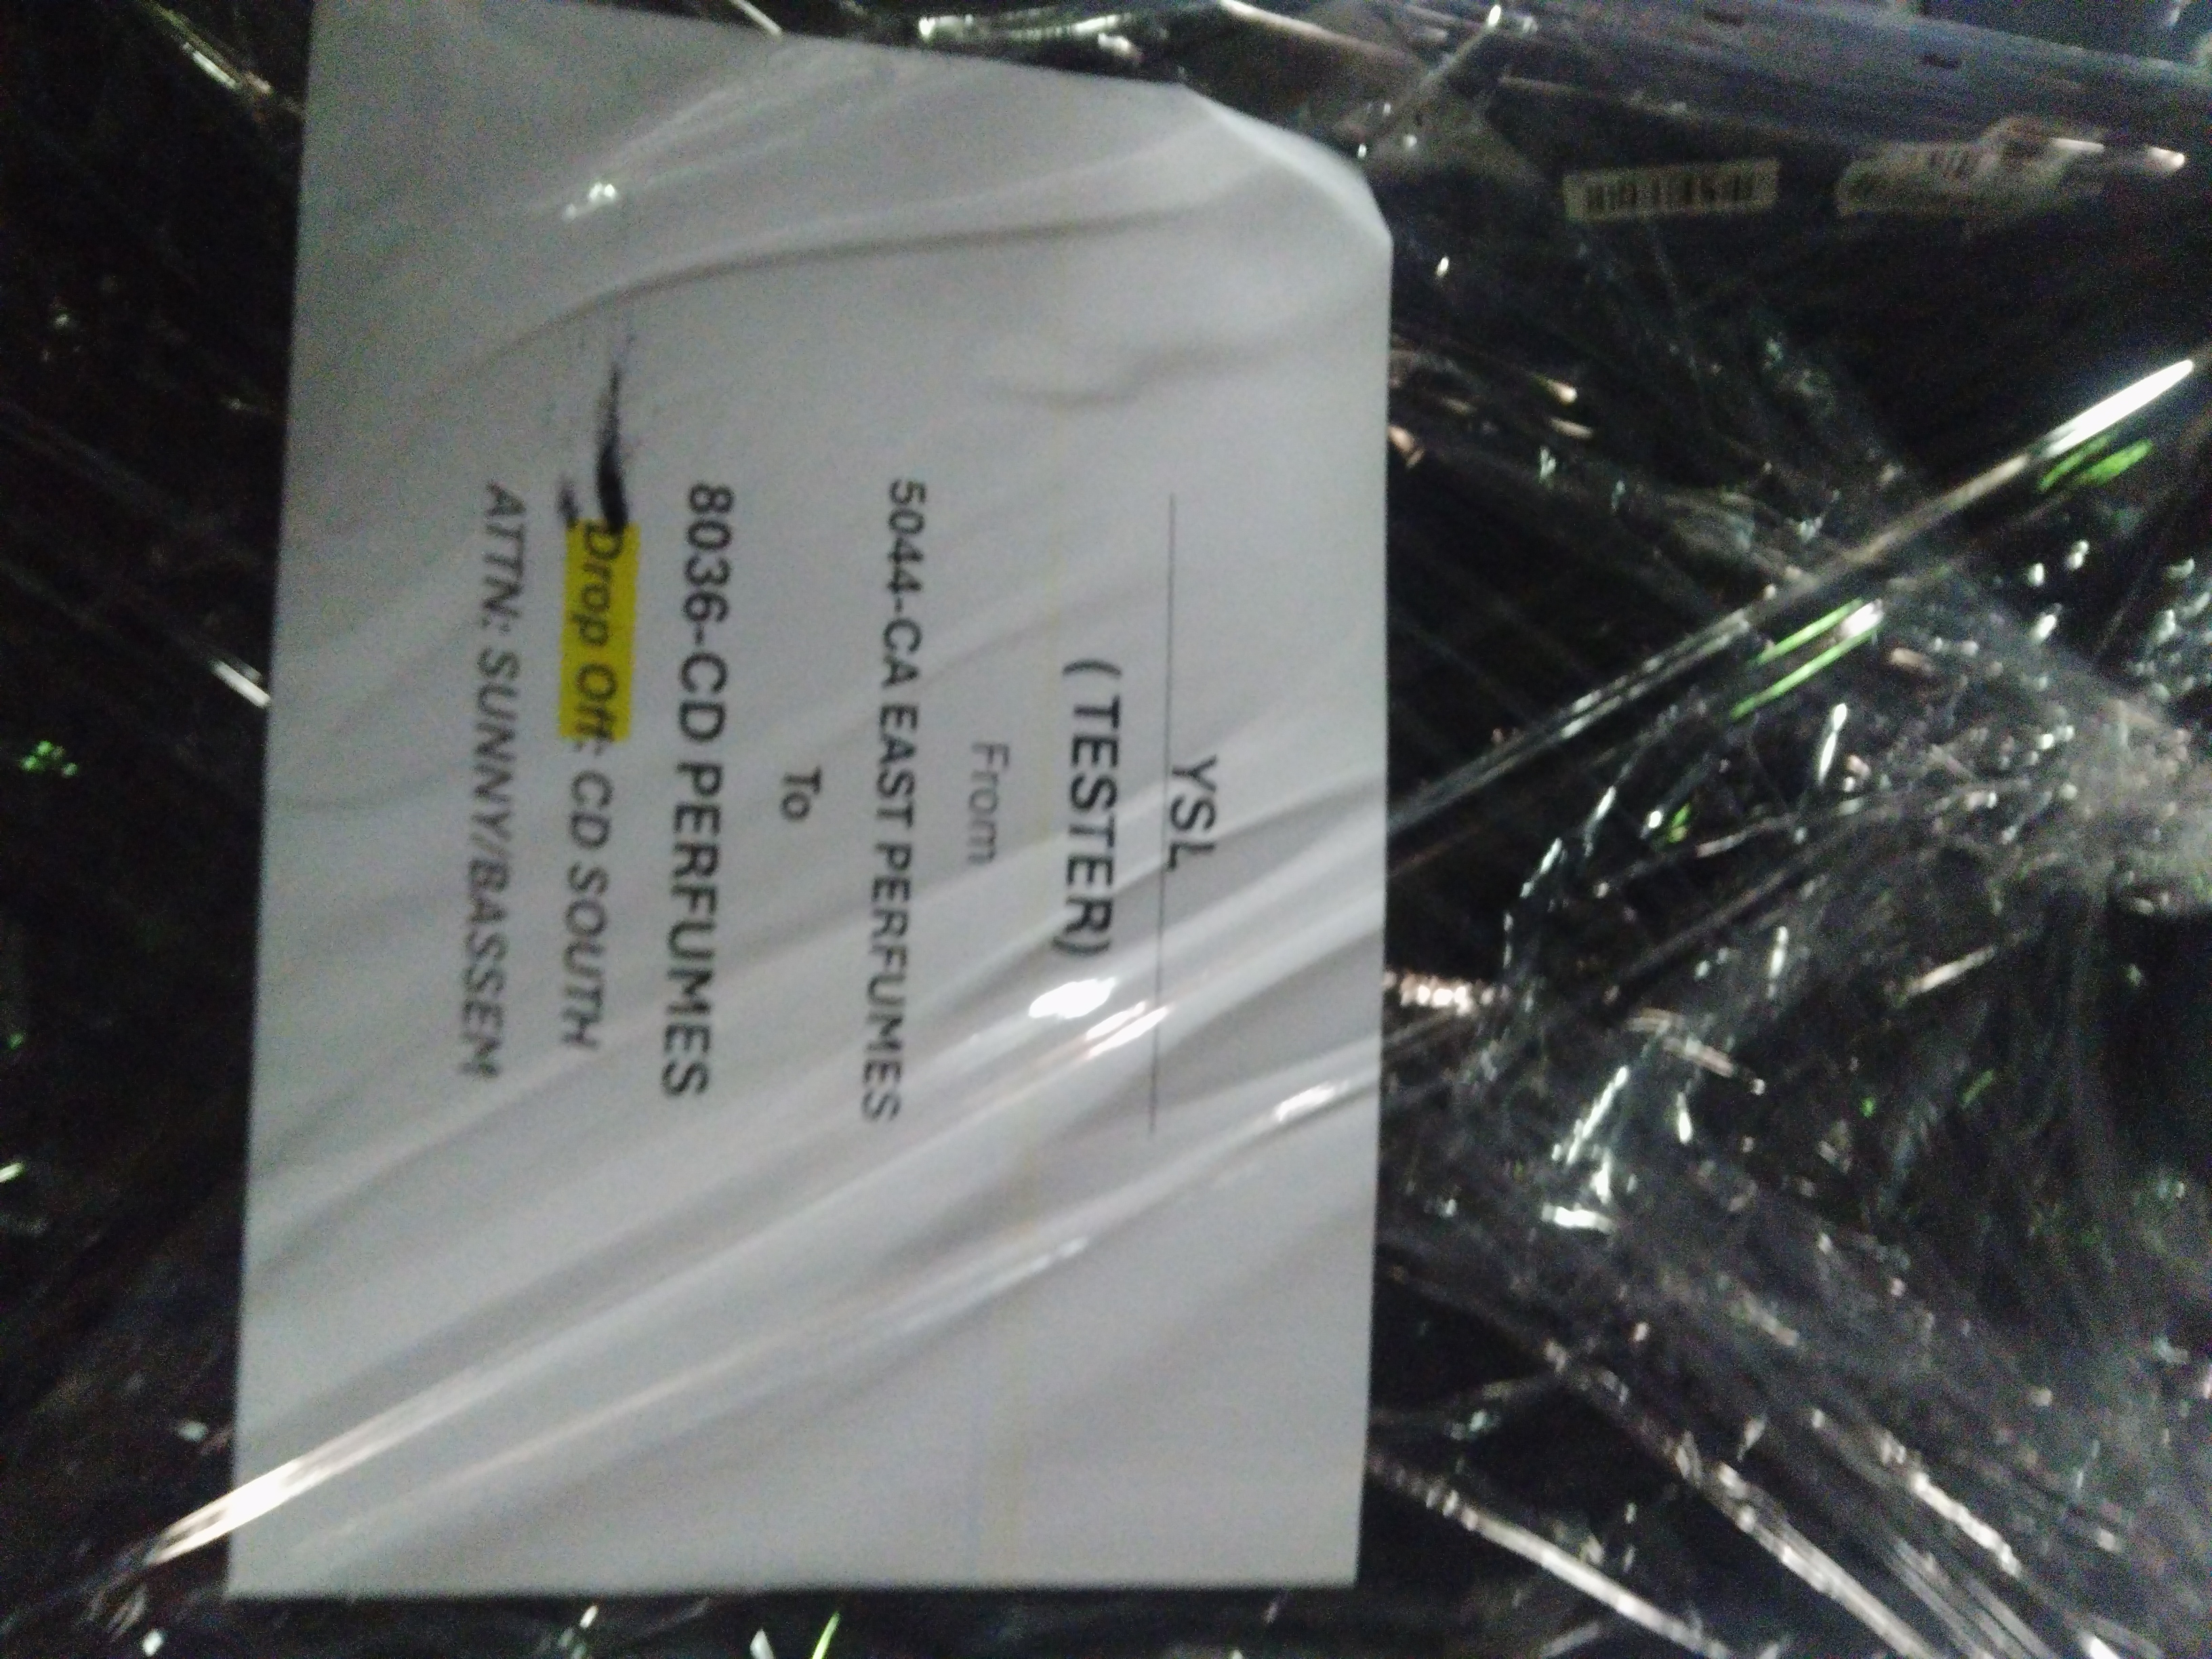 YSL
( TESTER)
From
5044-CA EAST PERFUMES
To
8036-CD PERFUMES
Drop Off: CD SOUTH
ATTN: SUNNY/BASSEM